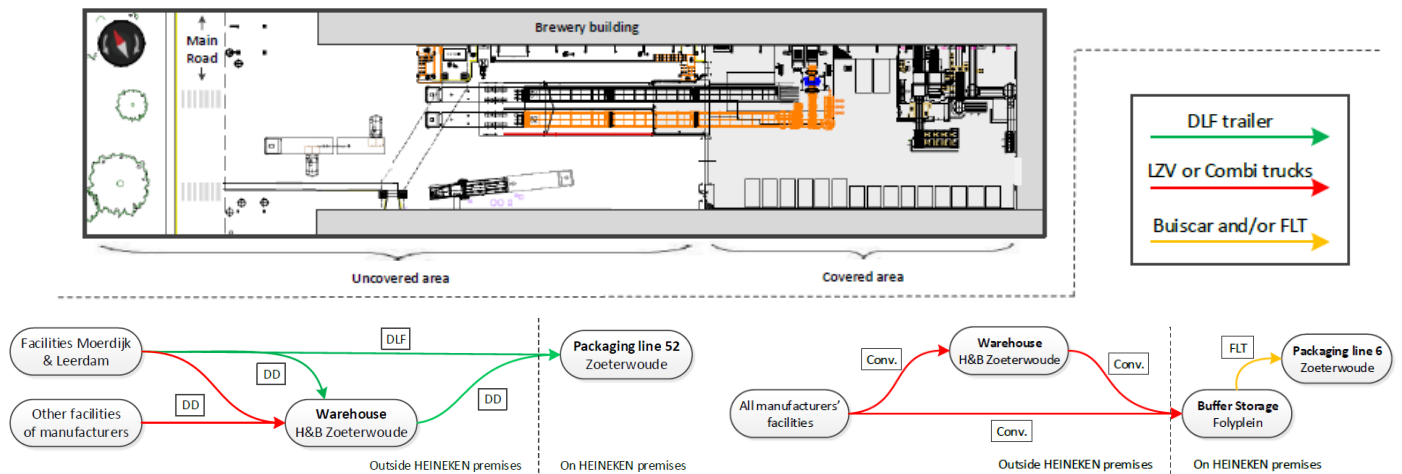 Brewery building
Main
Road
Uncovered area
Covered area
DLF trailer
LZV or Combi trucks
Buiscar and/or FLT
Facilities Moerdijk
& Leerdam
DLF
Packaging line 52
Zoeterwoude
DD
DD
DD
Other facilities
of manufacturers
Warehouse
H&B Zoeterwoude
Outside HEINEKEN premises
On HEINEKEN premises
Warehouse
H&B Zoeterwoude
FLT
Packaging line 6
Zoeterwoude
Conv.
Conv.
All manufacturers’
facilities
Conv.
Buffer Storage
Folyplein
Outside HEINEKEN premises
On HEINEKEN premises